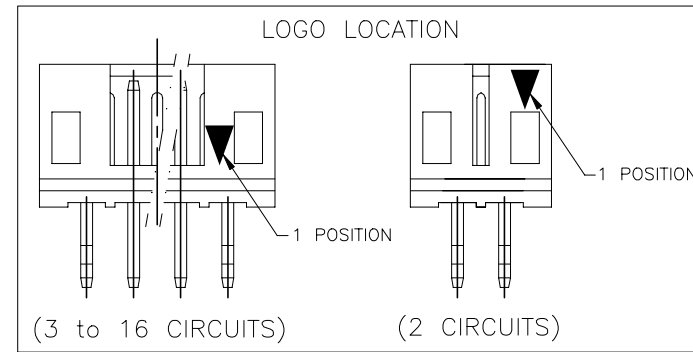 LOGO LOCATION
1 POSITION
1 POSITION
(3 to 16 CIRCUITS)
(2 CIRCUITS)